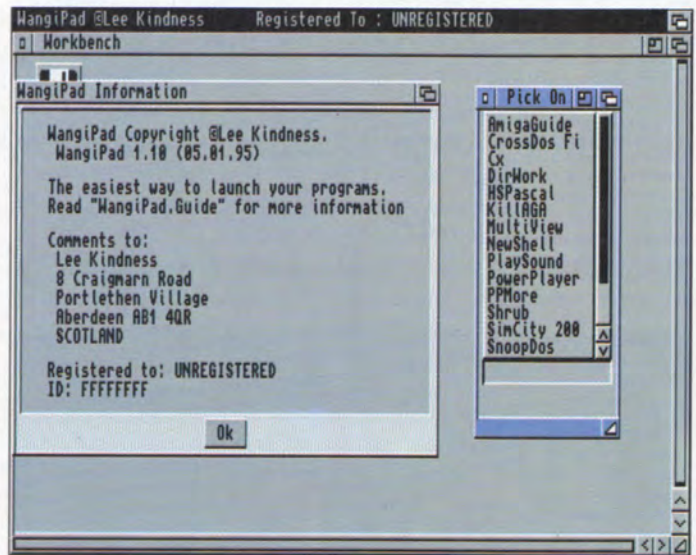 WangiPad @Lee Kindness Registered To : UNREGISTERED
Workbench
WangiPad Information
WangiPad Copyright @Lee Kindness.
WangiPad 1.10 (05.01.95)
The easiest way to launch your programs.
Read "WangiPad.Guide" for more information
Comments to:
Lee Kindness
8 Craigmarn Road
Portlethen Village
Aberdeen AB1 4QR
SCOTLAND
Registered to: UNREGISTERED
ID: FFFFFFFF
Ok
Pick On
AmigaGuide
CrossDos Fi
Cx
DirWork
HSPascal
KillAGA
MultiView
NewShell
PlaySound
PowerPlayer
PPMore
Shrub
SimCity 200
SnoopDos